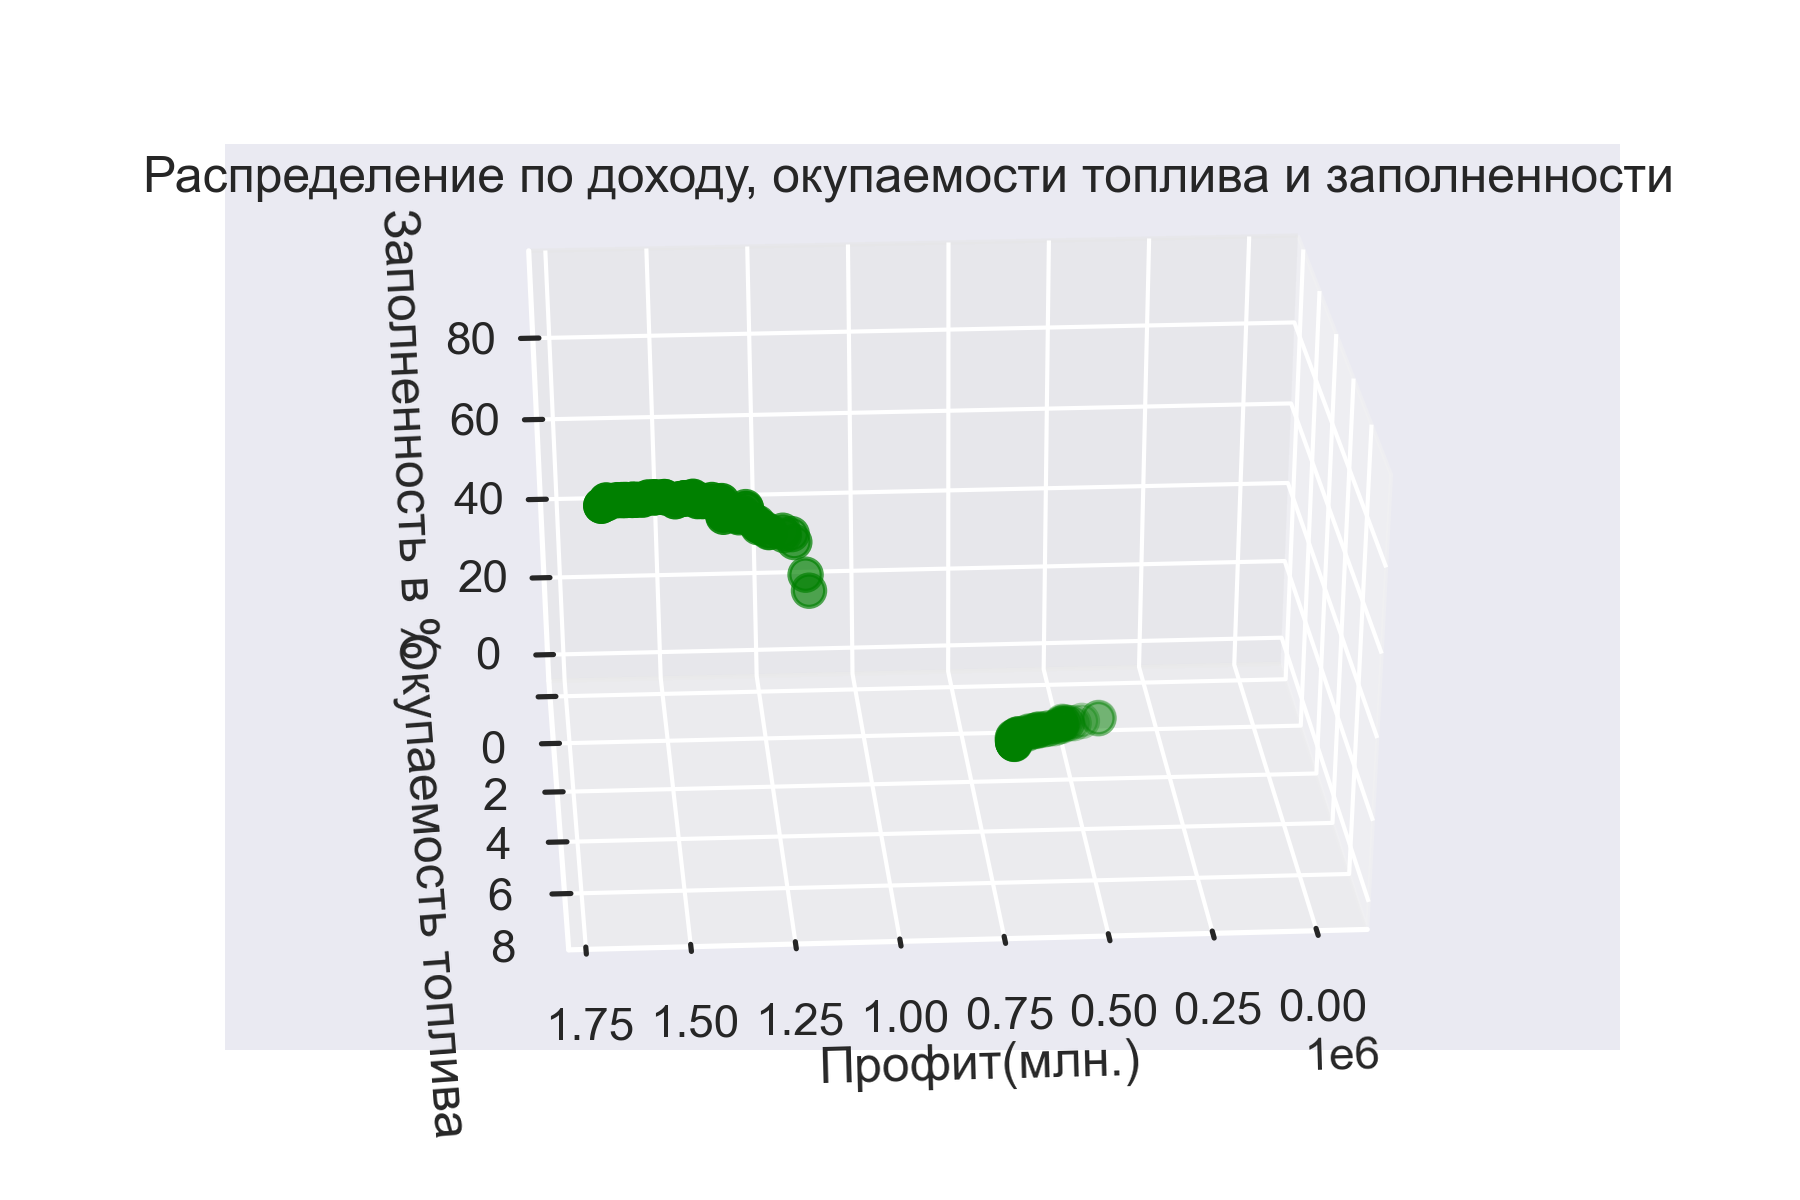 Распределение по доходу, окупаемости топлива и заполненности
Заполненность в %
80
60
40
20
0
Окупаемость топлива
0
2
4
6
8
1.75 1.50 1.25 1.00 0.75 0.50 0.25 0.00
1e6
Профит(млн.)